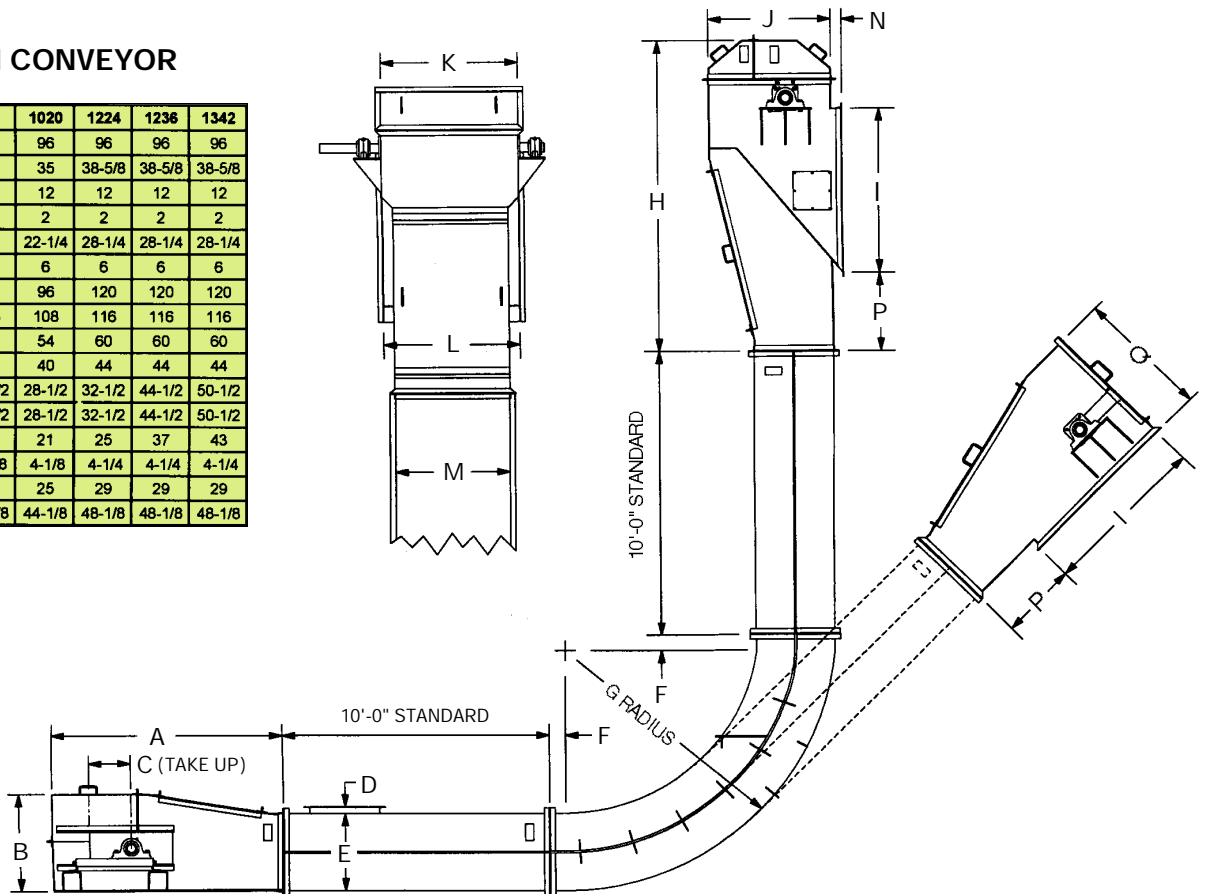 CONVEYOR
1020 1224 1236 1342
96 96 96 96
35 38-5/8 38-5/8 38-5/8
12 12 12 12
2 2 2 2
22-1/4 28-1/4 28-1/4 28-1/4
6 6 6 6
96 120 120 120
108 116 116 116
54 60 60 60
40 44 44 44
28-1/2 32-1/2 44-1/2 50-1/2
28-1/2 32-1/2 44-1/2 50-1/2
21 25 37 43
4-1/8 4-1/4 4-1/4 4-1/4
25 29 29 29
44-1/8 48-1/8 48-1/8 48-1/8
K
L
M
J
N
H
I
P
10'-0" STANDARD
F
G RADIUS
Q
I
P
A
10'-0" STANDARD
F
C (TAKE UP)
D
B
E